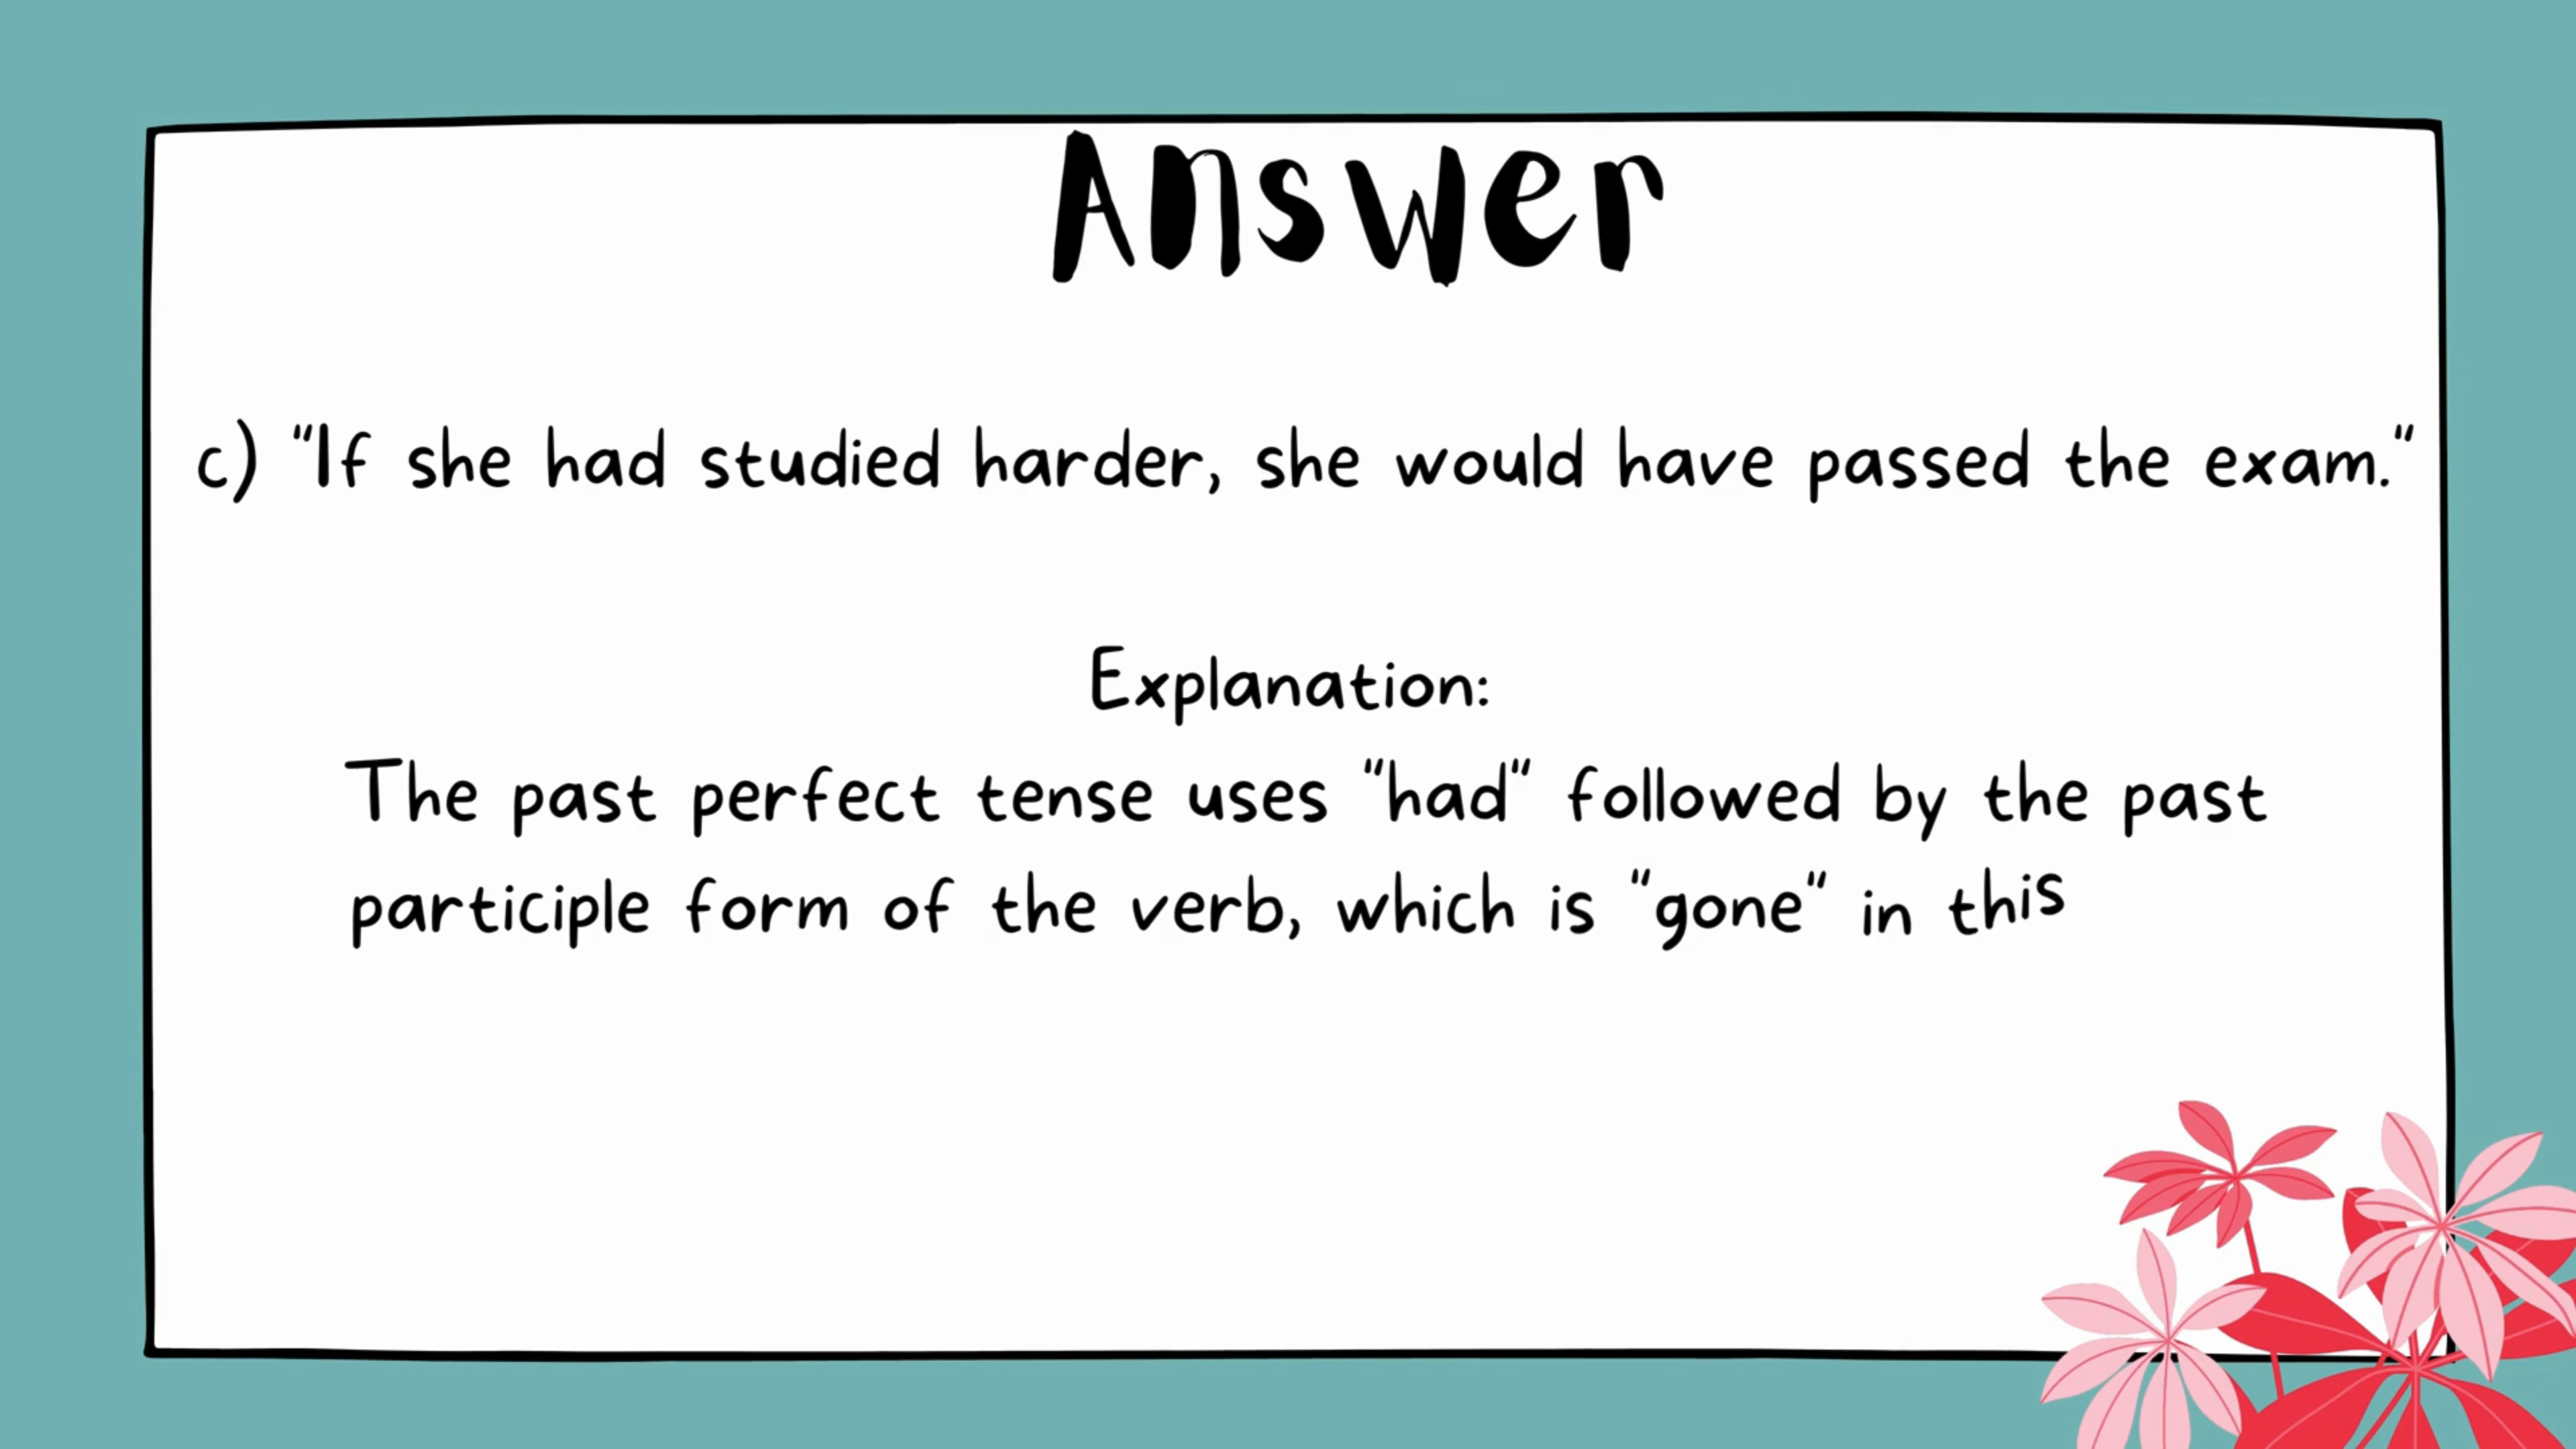 Answer
c) "If she had studied harder, she would have passed the exam."
Explanation:
The past perfect tense uses "had" followed by the past
participle form of the verb, which is "gone" in this